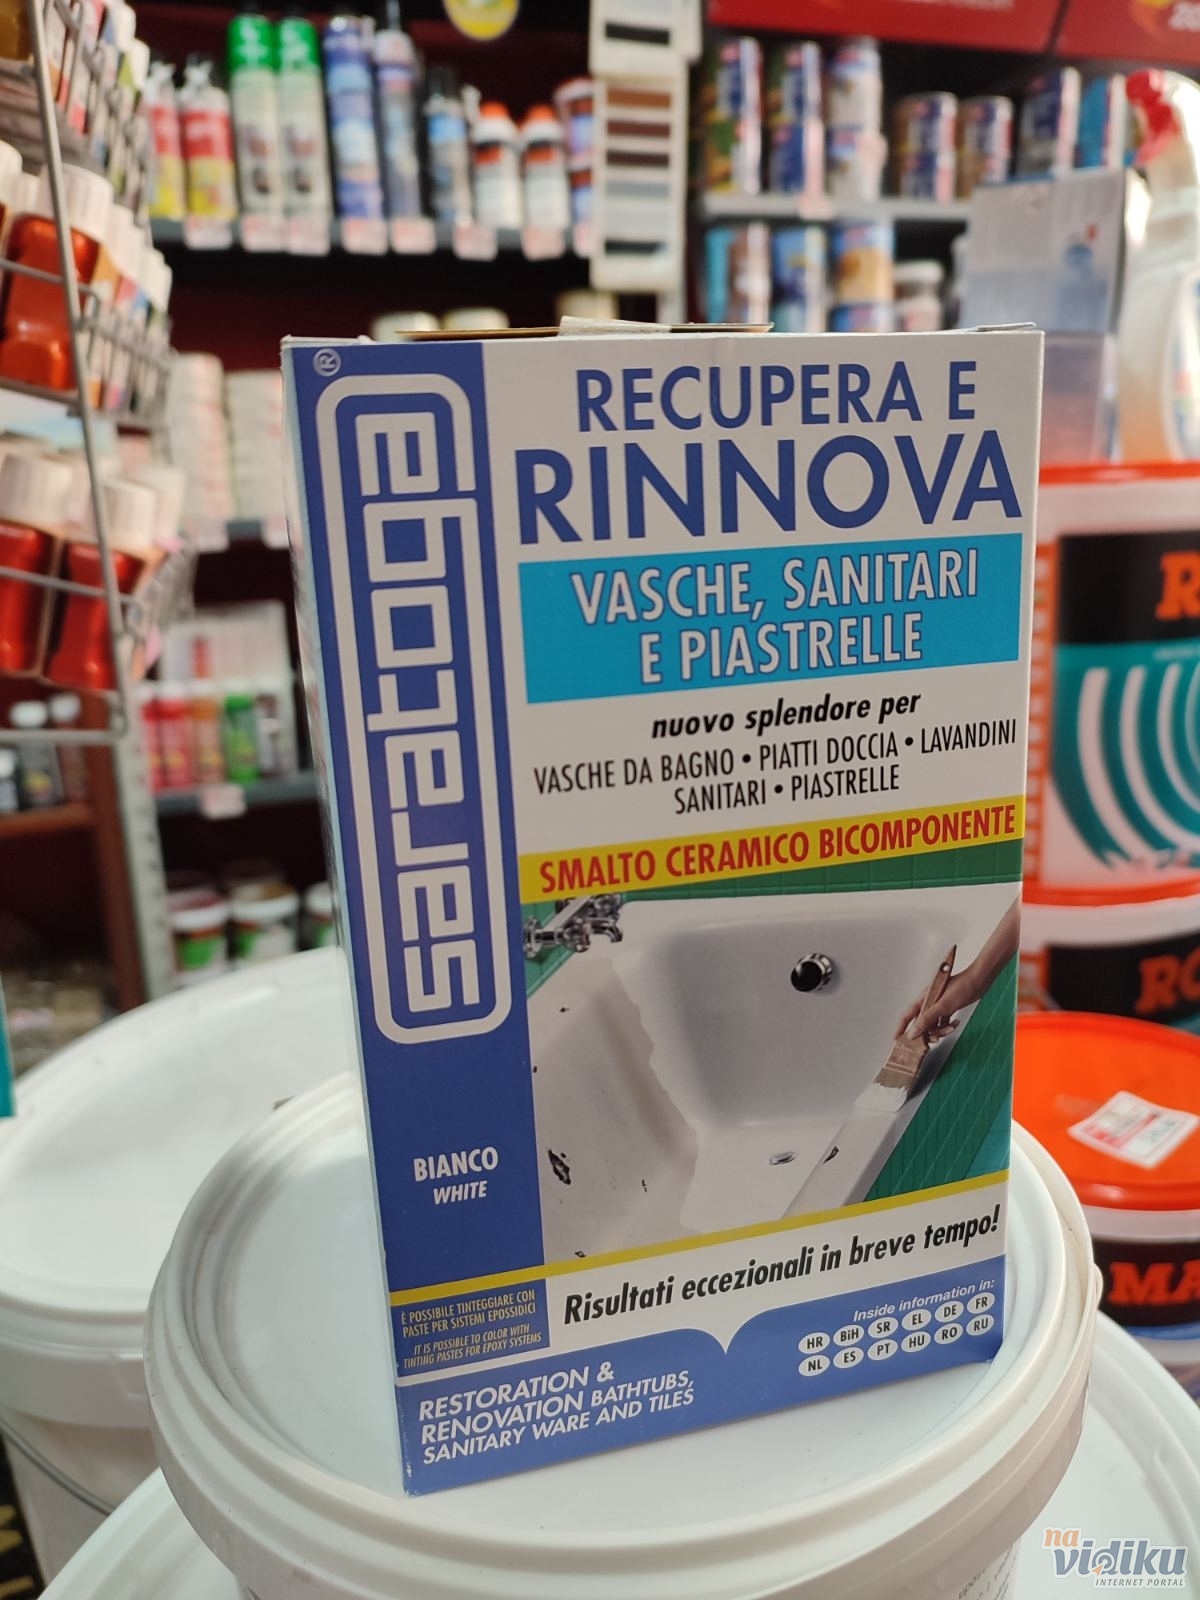 saratoga®
RECUPERA E
RINNOVA
VASCHE, SANITARI
E PIASTRELLE
nuovo splendore per
VASCHE DA BAGNO • PIATTI DOCCIA • LAVANDINI
SANITARI • PIASTRELLE
SMALTO CERAMICO BICOMPONENTE
BIANCO
WHITE
Risultati eccezionali in breve tempo!
È POSSIBILE TINTEGGIARE CON
PASTE PER SISTEMI EPOSSIDICI
IT IS POSSIBLE TO COLOR WITH
TINTING PASTES FOR EPOXY SYSTEMS
Inside information in:
HR BiH SR EL DE FR
NL ES PT HU RO RU
RESTORATION &
RENOVATION BATHTUBS,
SANITARY WARE AND TILES
MA
na
vidiku
INTERNET PORTAL